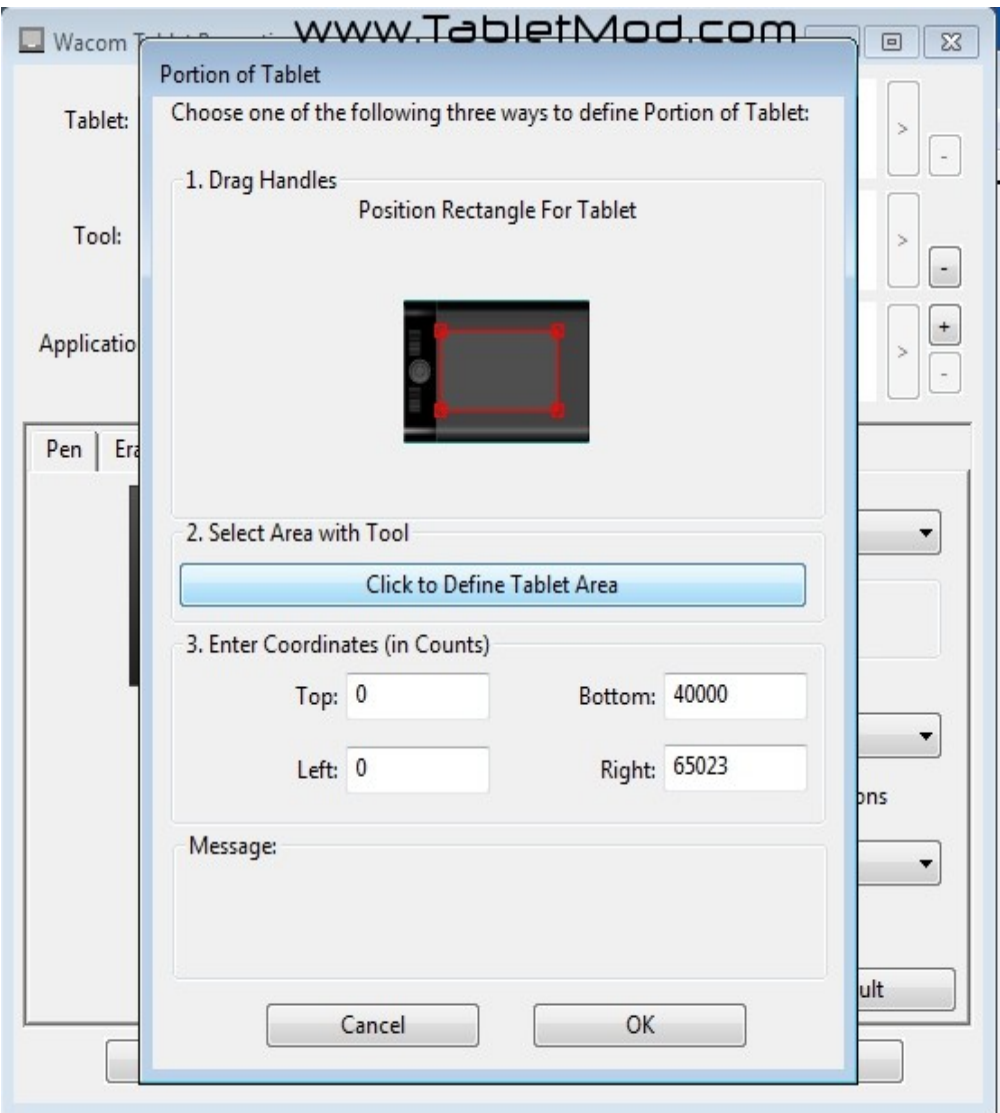 www.TabletMod.com
Wacom
Portion of Tablet
Choose one of the following three ways to define Portion of Tablet:
Tablet:
>
-
1. Drag Handles
Position Rectangle For Tablet
Tool:
>
-
Applicatio
>
+
-
Pen
Era
2. Select Area with Tool
Click to Define Tablet Area
3. Enter Coordinates (in Counts)
Top: 0 Bottom: 40000
Left: 0 Right: 65023
ons
Message:
ult
Cancel OK